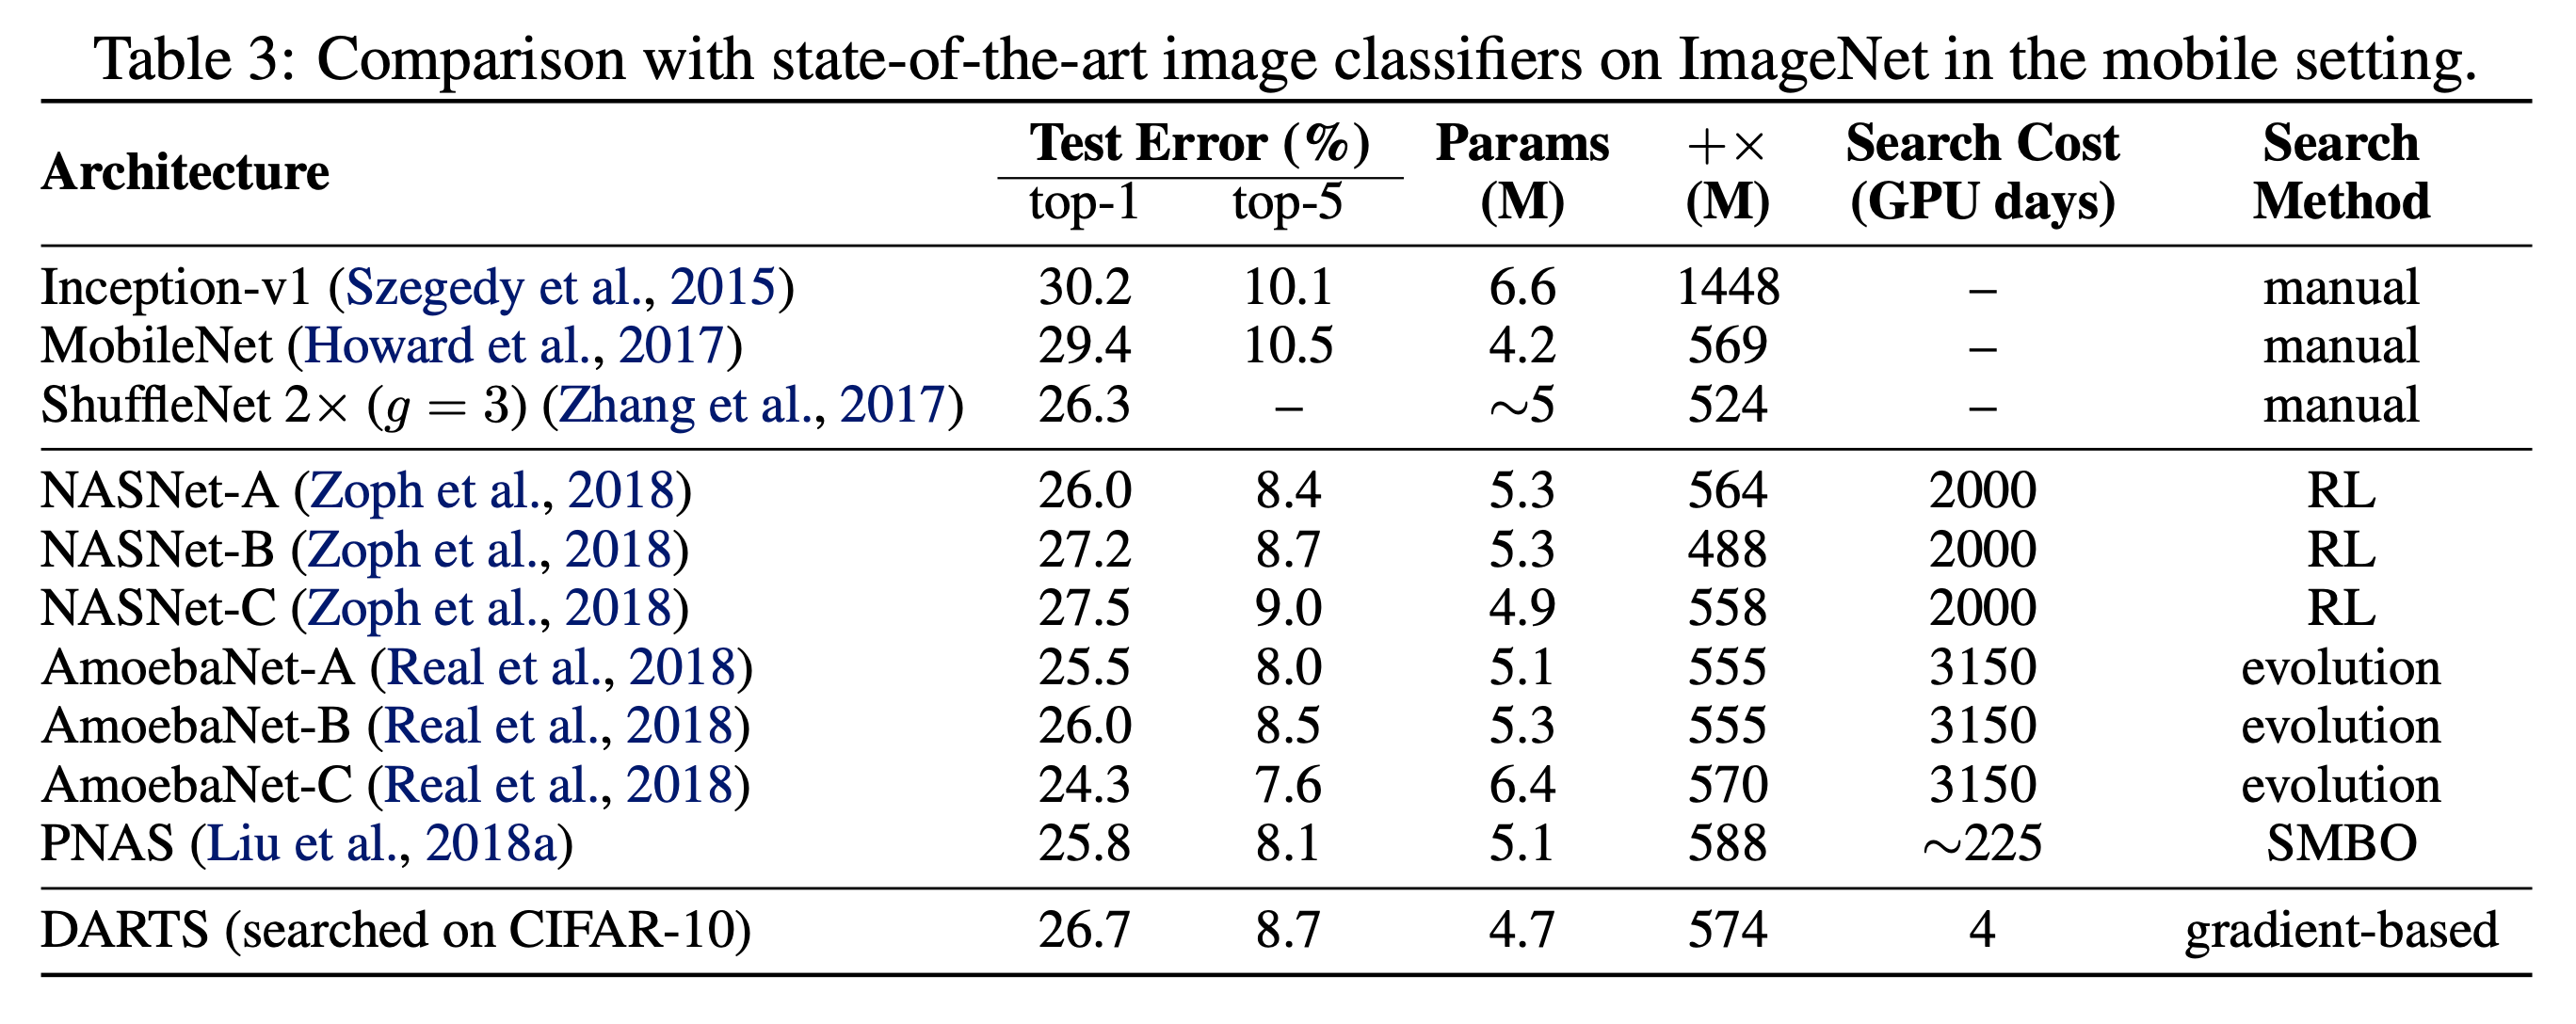 Table 3: Comparison with state-of-the-art image classifiers on ImageNet in the mobile setting.
Architecture Test Error (%) Params +× Search Cost Search
top-1 top-5 (M) (M) (GPU days) Method
Inception-v1 (Szegedy et al., 2015) 30.2 10.1 6.6 1448 – manual
MobileNet (Howard et al., 2017) 29.4 10.5 4.2 569 – manual
ShuffleNet 2× (g = 3) (Zhang et al., 2017) 26.3 – ~5 524 – manual
NASNet-A (Zoph et al., 2018) 26.0 8.4 5.3 564 2000 RL
NASNet-B (Zoph et al., 2018) 27.2 8.7 5.3 488 2000 RL
NASNet-C (Zoph et al., 2018) 27.5 9.0 4.9 558 2000 RL
AmoebaNet-A (Real et al., 2018) 25.5 8.0 5.1 555 3150 evolution
AmoebaNet-B (Real et al., 2018) 26.0 8.5 5.3 555 3150 evolution
AmoebaNet-C (Real et al., 2018) 24.3 7.6 6.4 570 3150 evolution
PNAS (Liu et al., 2018a) 25.8 8.1 5.1 588 ~225 SMBO
DARTS (searched on CIFAR-10) 26.7 8.7 4.7 574 4 gradient-based